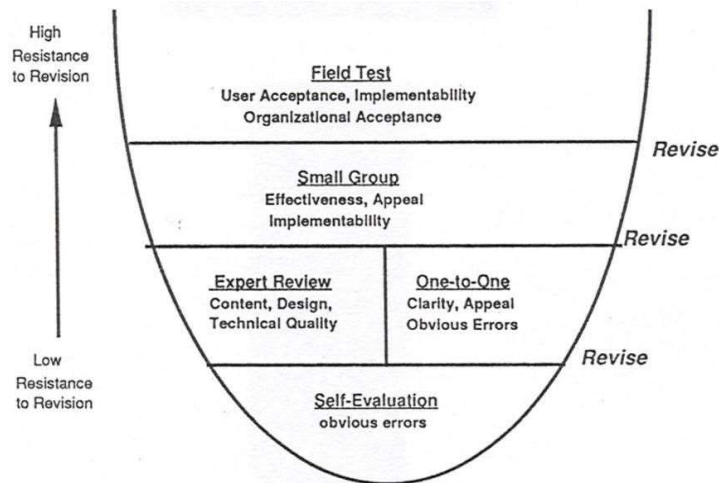 High
Resistance
to Revision
Field Test
User Acceptance, Implementability
Organizational Acceptance
Revise
Small Group
Effectiveness, Appeal
Implementability
Revise
Expert Review
Content, Design,
Technical Quality
One-to-One
Clarity, Appeal
Obvious Errors
Revise
Low
Resistance
to Revision
Self-Evaluation
obvious errors